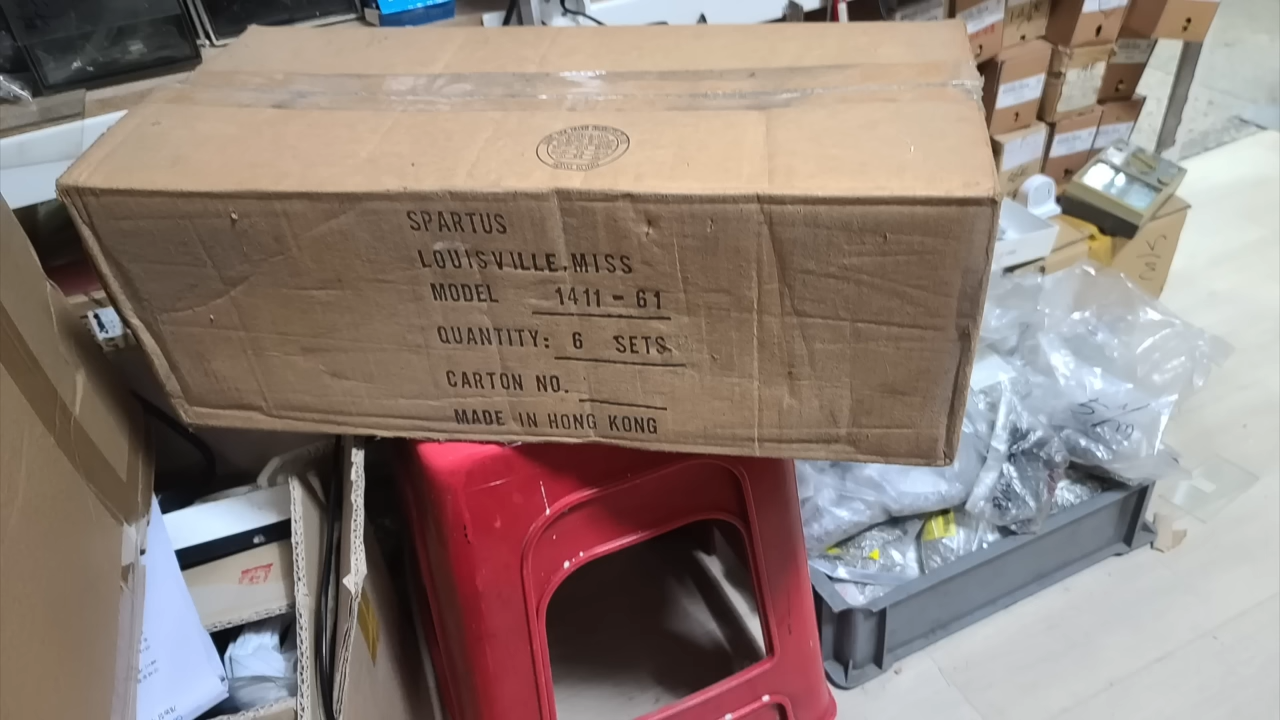 SPARTUS
LOUISVILLE, MISS
MODEL 1411-61
QUANTITY: 6 SETS
CARTON NO.
MADE IN HONG KONG